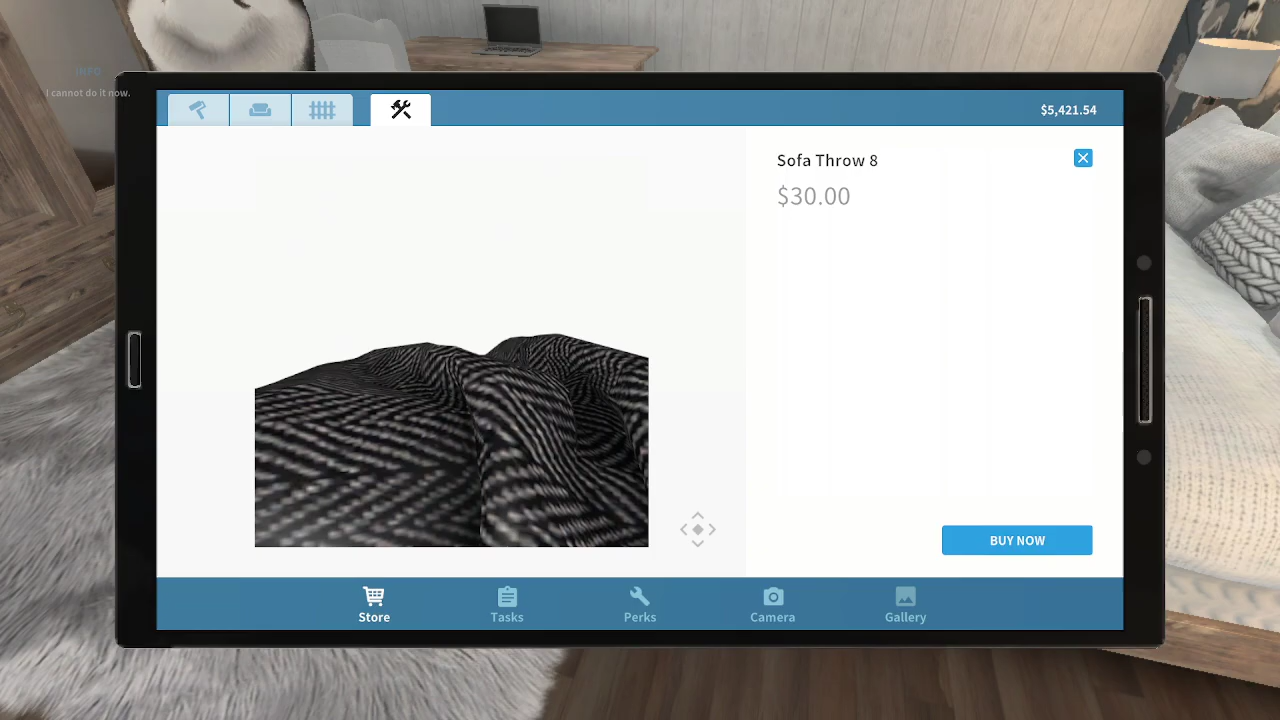 INFO
I cannot do it now.
$5,421.54
Sofa Throw 8
$30.00
BUY NOW
Store
Tasks
Perks
Camera
Gallery